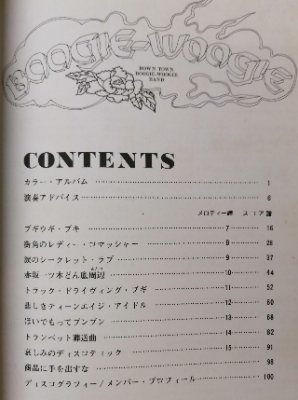 BOOGIE-WOOGIE
DOWN TOWN
BOOGIE-WOOGIE
BAND
CONTENTS
カラー・アルバム 1
演奏アドバイス 6
メロディー譜 スコア譜
ブギウギ・ブギ 7 16
街角のレディー・コマッシャー 8 28
涙のシークレット・ラブ 9 37
赤坂一ツ木どん底周辺 10 44
トラック・ドライヴィング・ブギ 11 52
悲しきティーンエイジ・アイドル 12 60
ほいでもってブンブン 13 68
トランペット葬送曲 14 82
哀しみのディスコテック 15 91
商品に手を出すな 98
ディスコグラフィー/メンバー・プロフィール 100